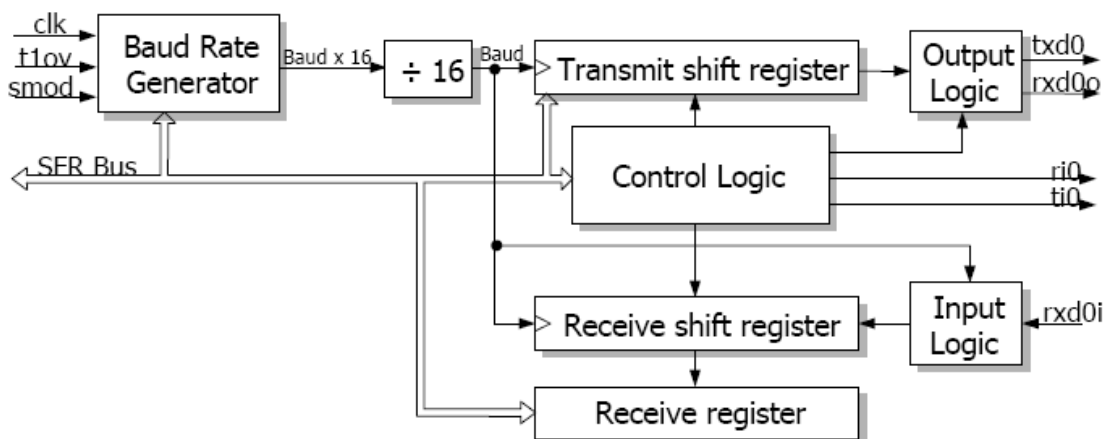 clk
t1ov
smod
Baud Rate
Generator
Baud x 16
÷ 16
Baud
Transmit shift register
Output
Logic
txd0
rxd0o
SFR Bus
Control Logic
ri0
ti0
Receive shift register
Input
Logic
rxd0i
Receive register